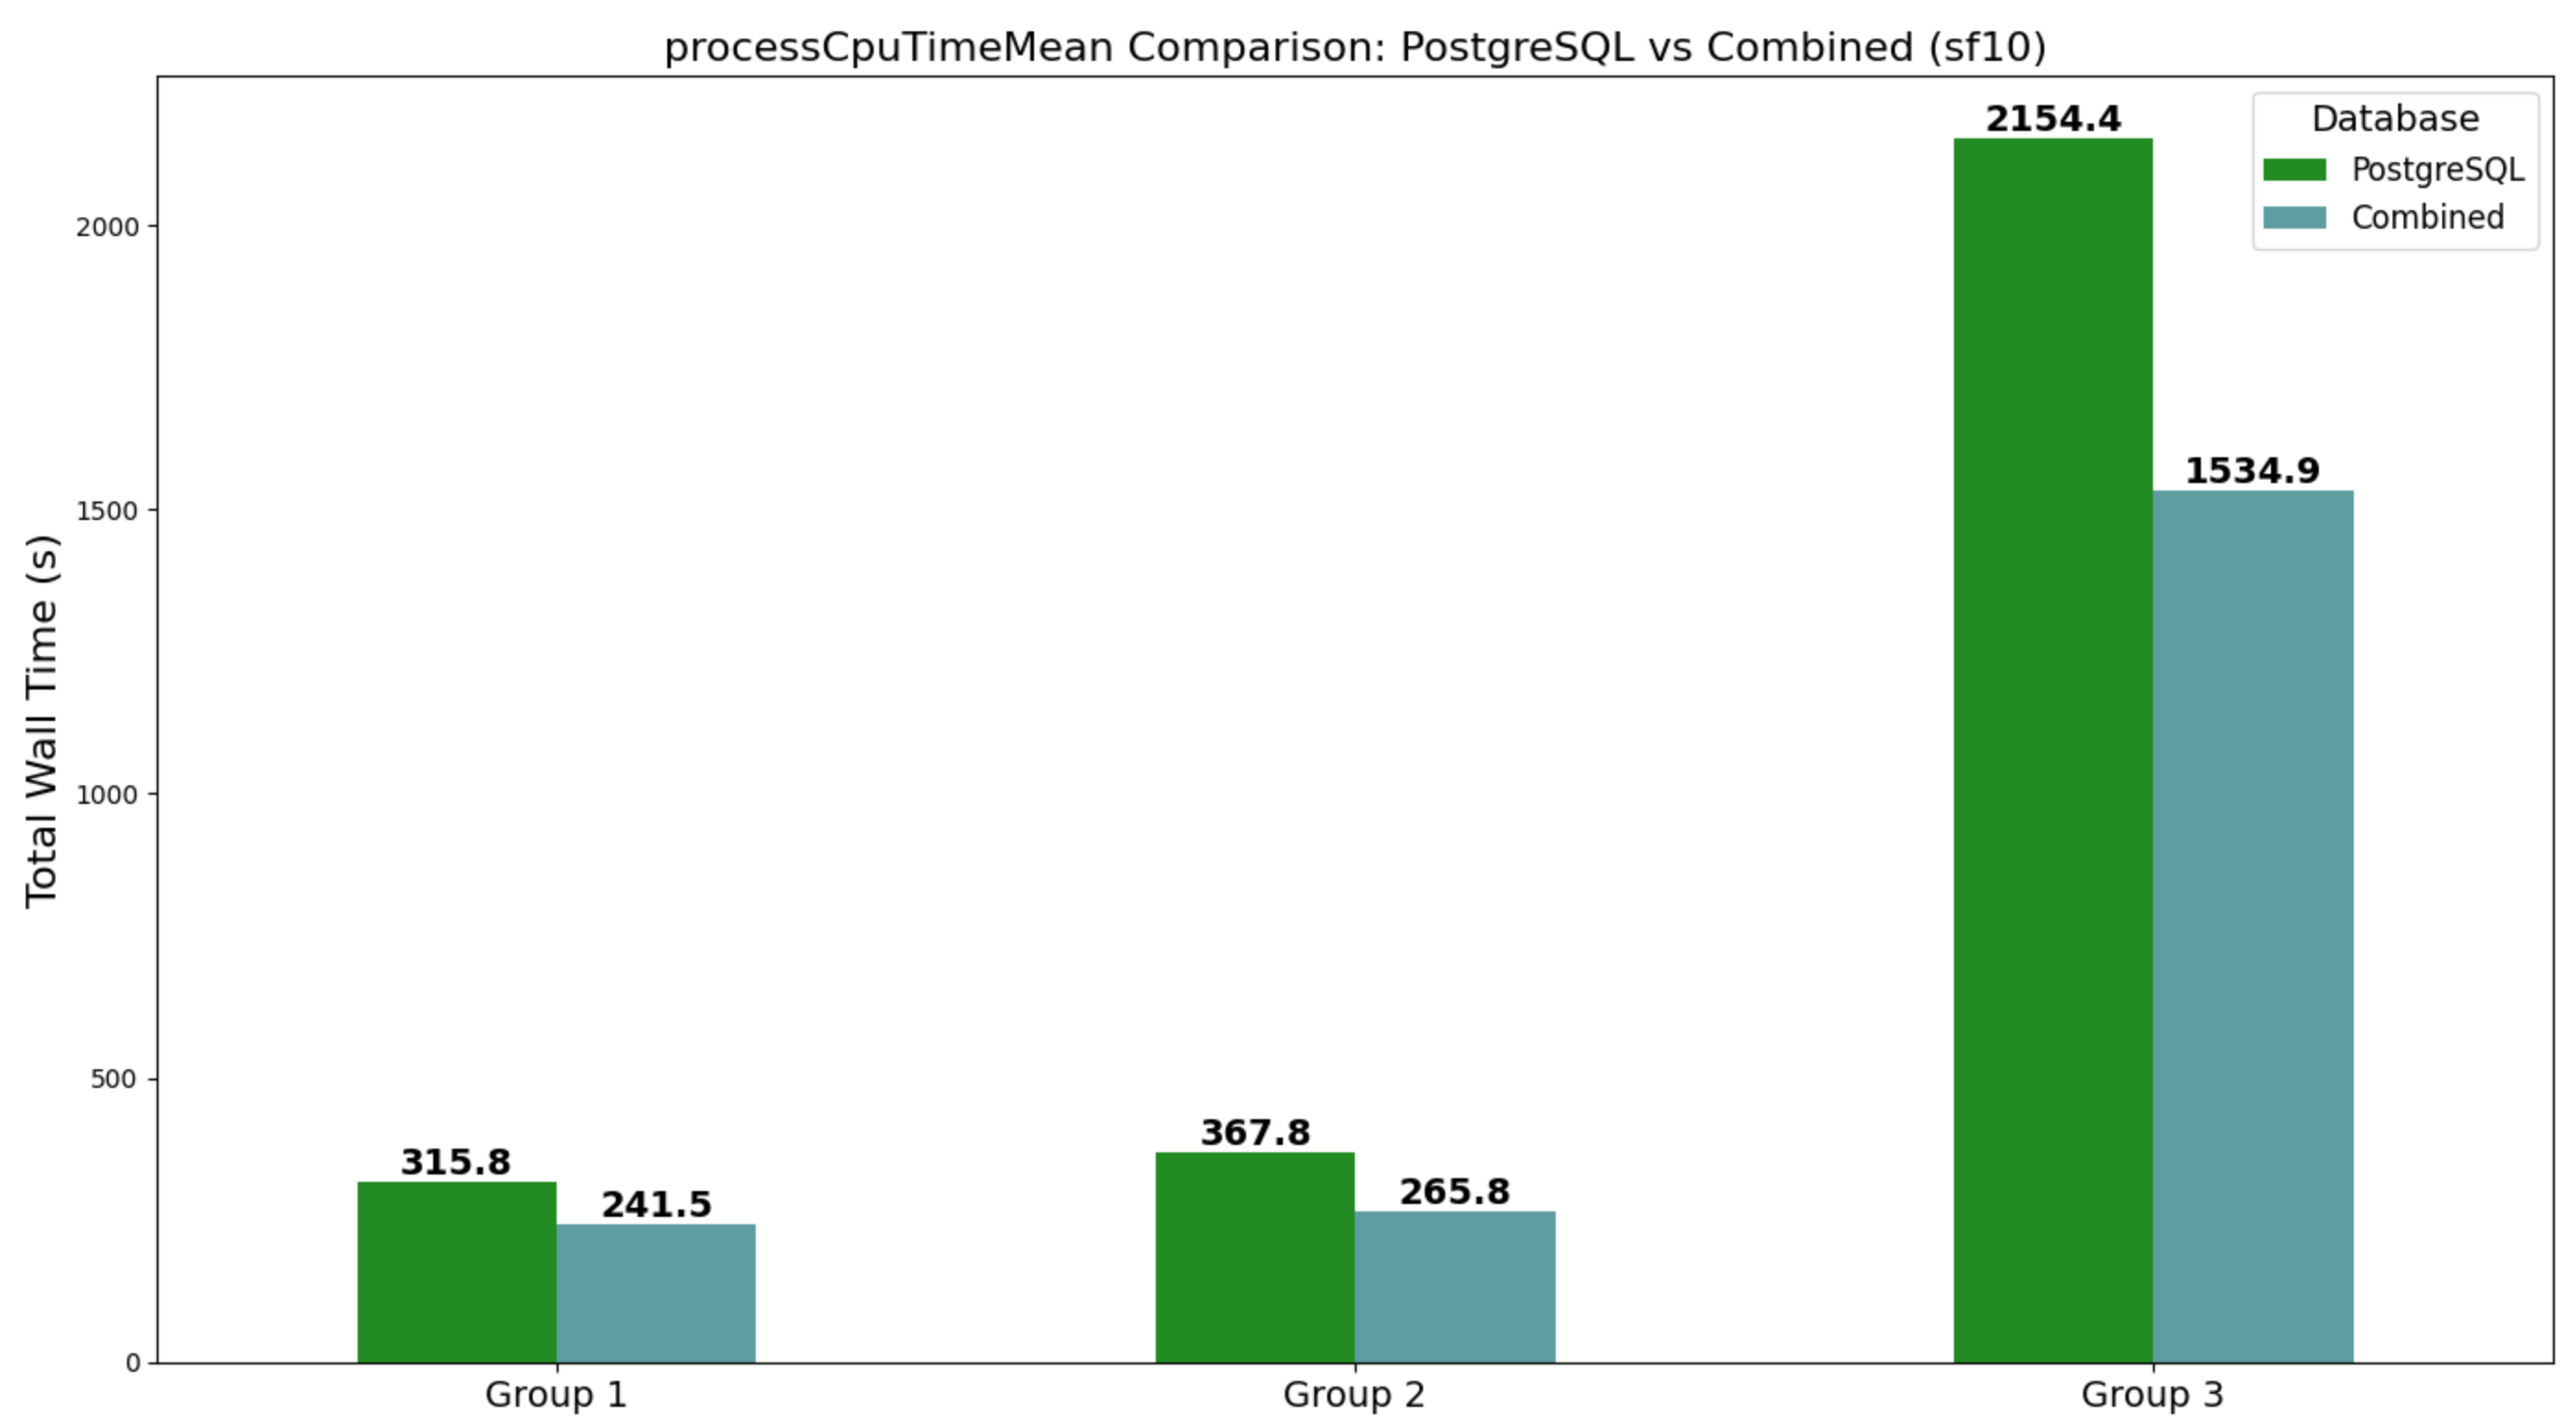 processCpuTimeMean Comparison: PostgreSQL vs Combined (sf10)
Total Wall Time (s)
2000
1500
1000
500
0
315.8
241.5
367.8
265.8
2154.4
1534.9
Database
PostgreSQL
Combined
Group 1
Group 2
Group 3